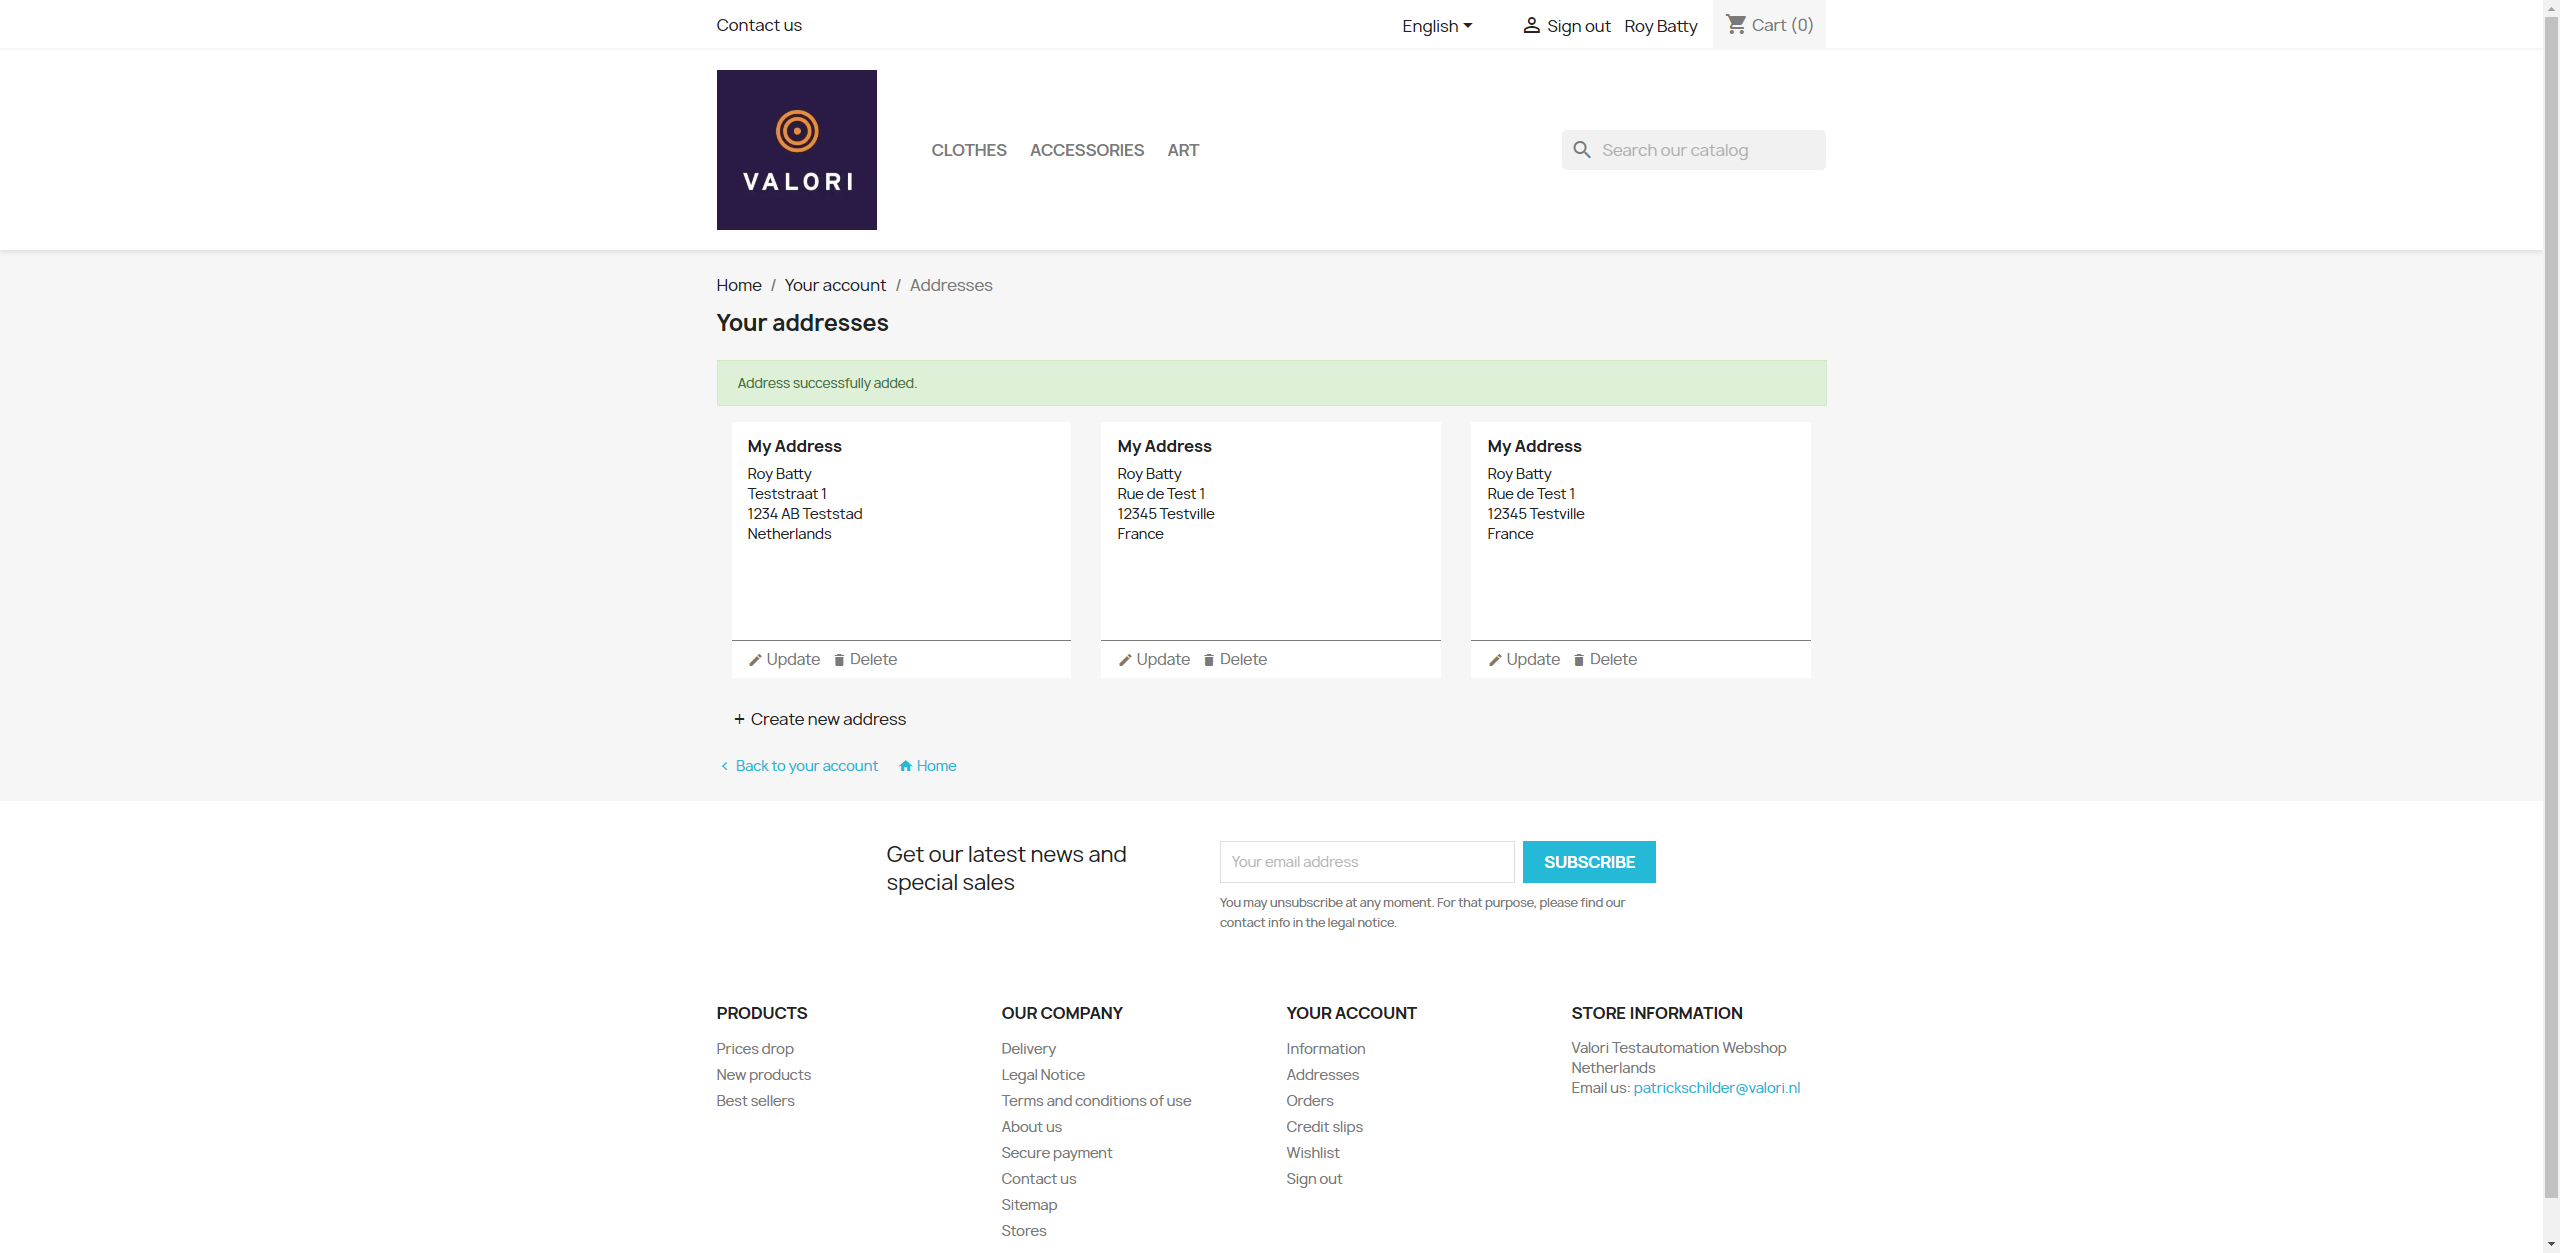 Contact us
English
Sign out
Roy Batty
Cart (0)
VALORI
CLOTHES
ACCESSORIES
ART
Search our catalog
Home / Your account / Addresses
Your addresses
Address successfully added.
My Address
Roy Batty
Teststraat 1
1234 AB Teststad
Netherlands
Update
Delete
My Address
Roy Batty
Rue de Test 1
12345 Testville
France
Update
Delete
My Address
Roy Batty
Rue de Test 1
12345 Testville
France
Update
Delete
+ Create new address
Back to your account
Home
Get our latest news and
special sales
Your email address
SUBSCRIBE
You may unsubscribe at any moment. For that purpose, please find our
contact info in the legal notice.
PRODUCTS
Prices drop
New products
Best sellers
OUR COMPANY
Delivery
Legal Notice
Terms and conditions of use
About us
Secure payment
Contact us
Sitemap
Stores
YOUR ACCOUNT
Information
Addresses
Orders
Credit slips
Wishlist
Sign out
STORE INFORMATION
Valori Testautomation Webshop
Netherlands
Email us: patrickschilder@valori.nl